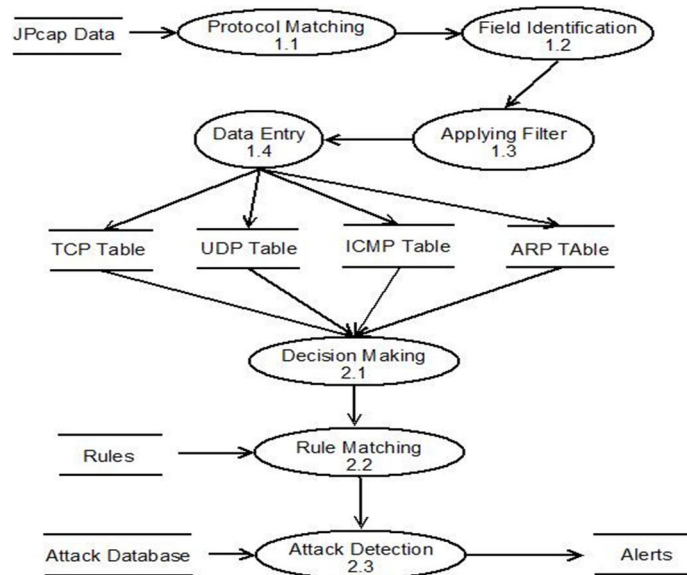 JPcap Data
Protocol Matching
1.1
Field Identification
1.2
Data Entry
1.4
Applying Filter
1.3
TCP Table
UDP Table
ICMP Table
ARP TAble
Decision Making
2.1
Rules
Rule Matching
2.2
Attack Database
Attack Detection
2.3
Alerts